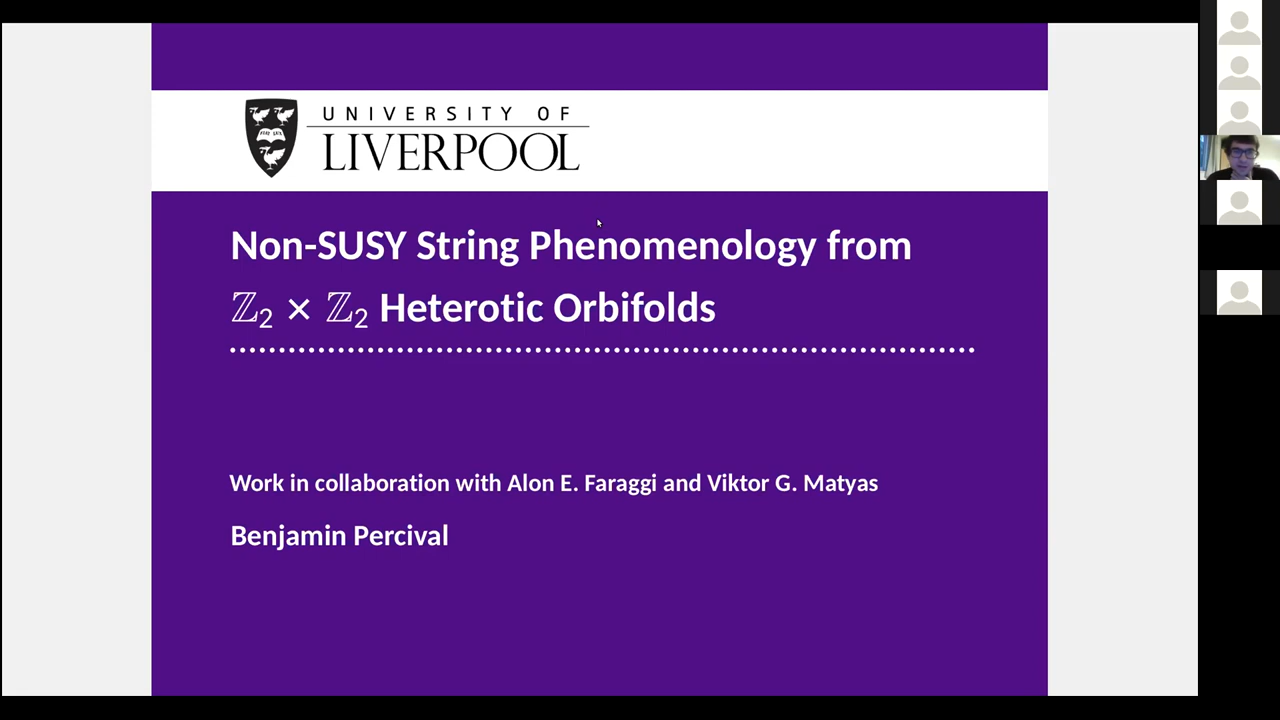 UNIVERSITY OF
LIVERPOOL
Non-SUSY String Phenomenology from
ℤ₂ × ℤ₂ Heterotic Orbifolds
Work in collaboration with Alon E. Faraggi and Viktor G. Matyas
Benjamin Percival